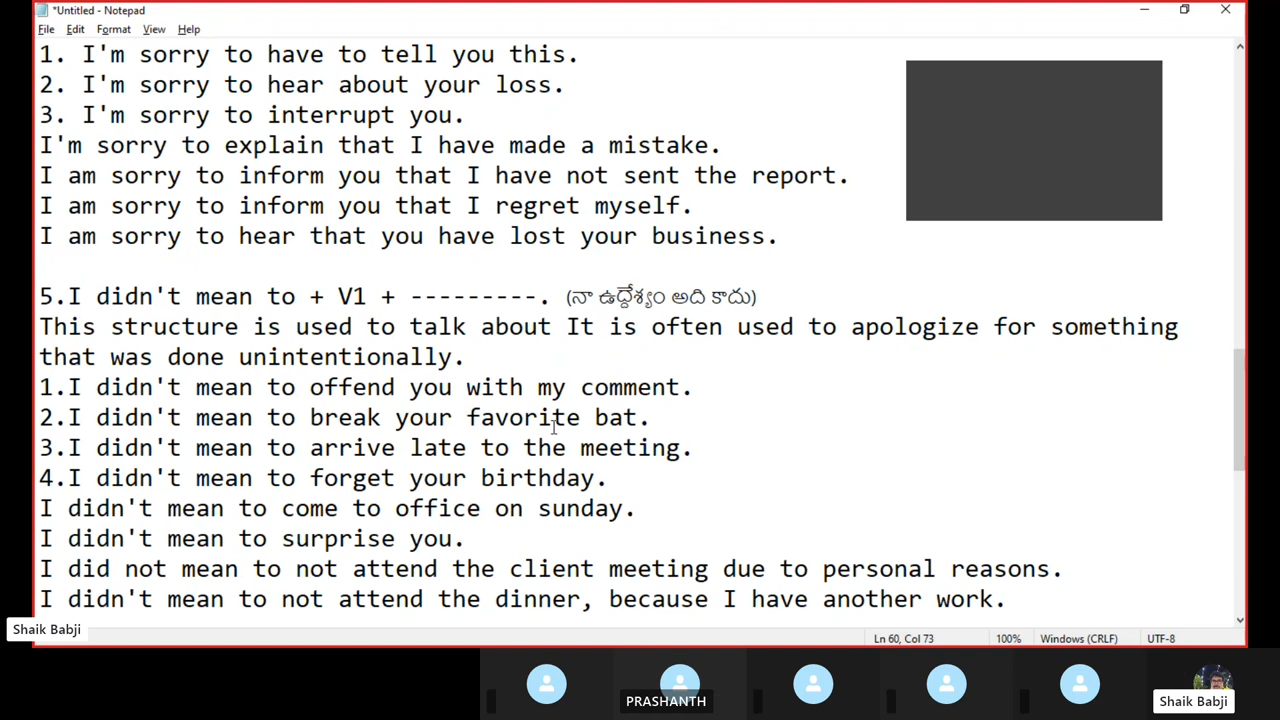 *Untitled - Notepad
File Edit Format View Help
1. I'm sorry to have to tell you this.
2. I'm sorry to hear about your loss.
3. I'm sorry to interrupt you.
I'm sorry to explain that I have made a mistake.
I am sorry to inform you that I have not sent the report.
I am sorry to inform you that I regret myself.
I am sorry to hear that you have lost your business.
5.I didn't mean to + V1 + ---------. (నా ఉద్దేశ్యం అది కాదు)
This structure is used to talk about It is often used to apologize for something
that was done unintentionally.
1.I didn't mean to offend you with my comment.
2.I didn't mean to break your favorite bat.
3.I didn't mean to arrive late to the meeting.
4.I didn't mean to forget your birthday.
I didn't mean to come to office on sunday.
I didn't mean to surprise you.
I did not mean to not attend the client meeting due to personal reasons.
I didn't mean to not attend the dinner, because I have another work.
Shaik Babji
Ln 60, Col 73 100% Windows (CRLF) UTF-8
PRASHANTH
Shaik Babji